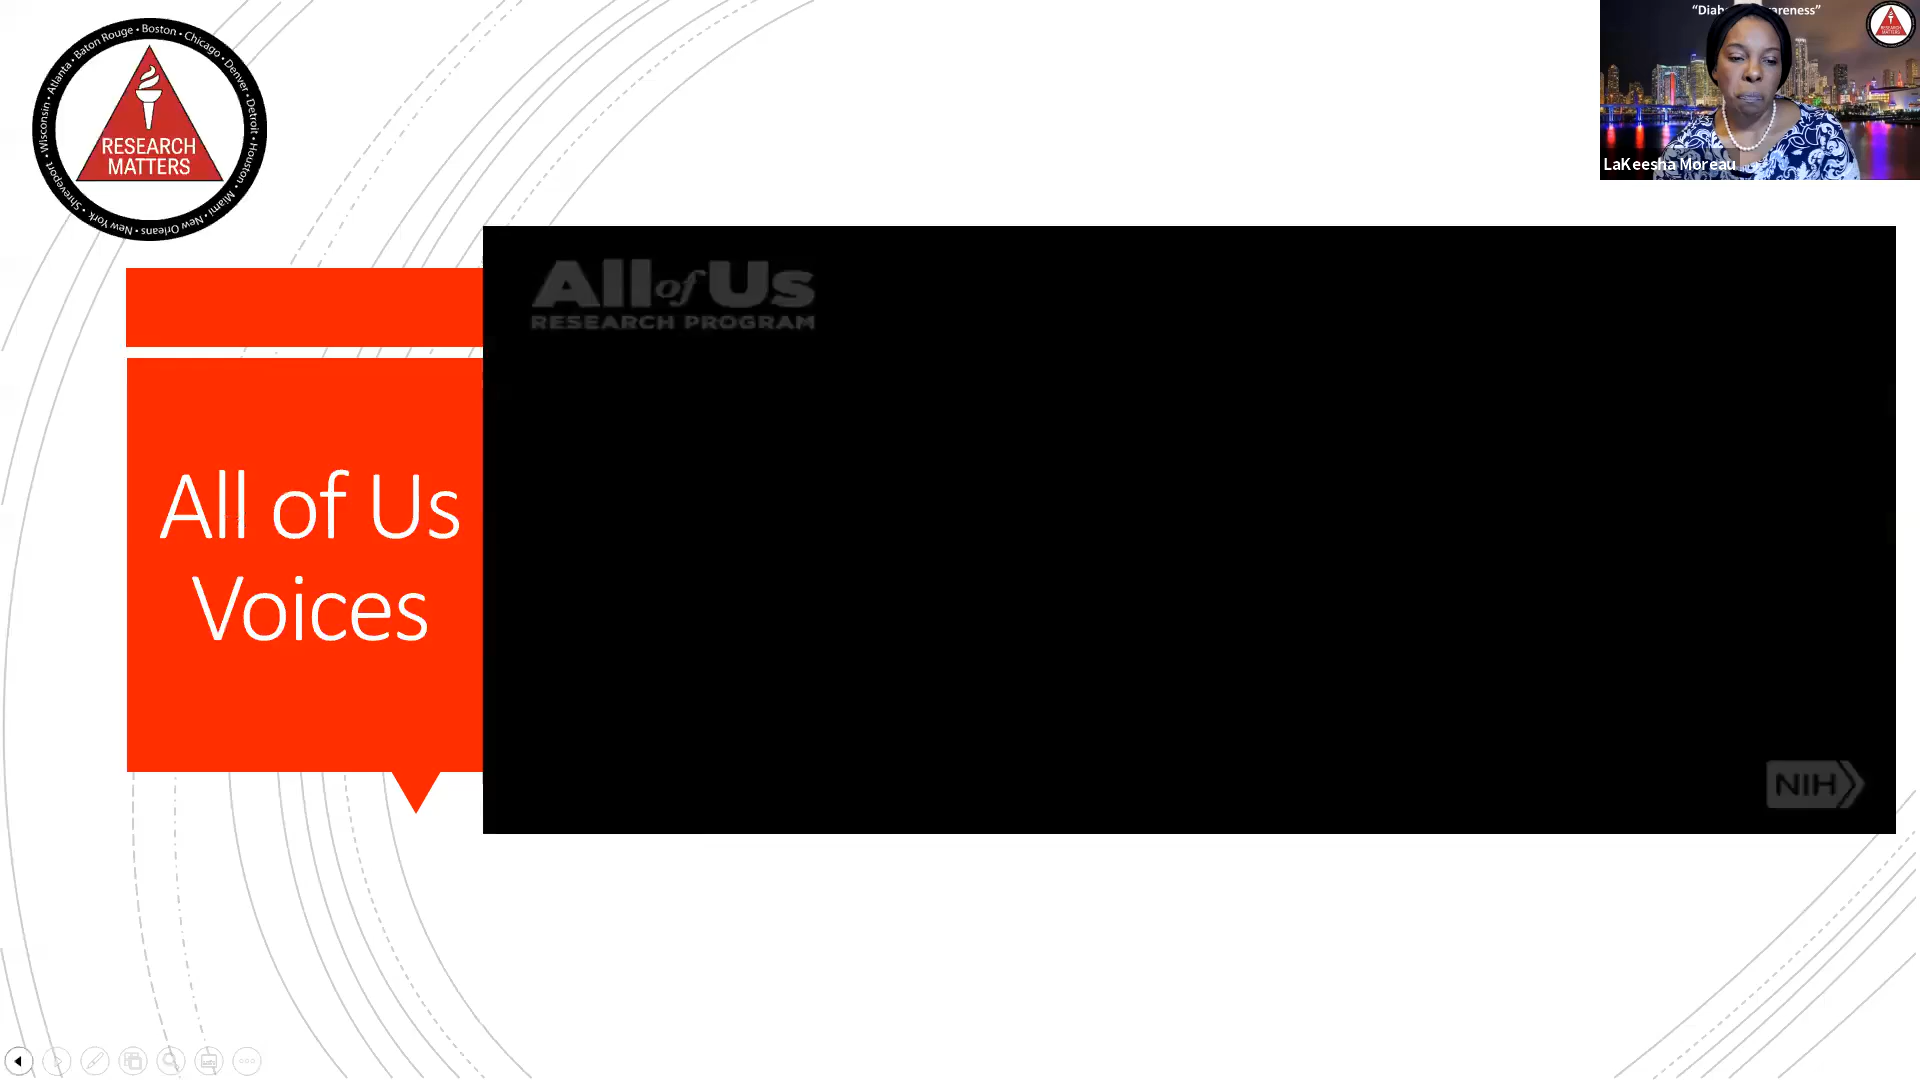 Wisconsin • Atlanta • Baton Rouge • Boston • Chicago • Denver • Detroit • Houston • Miami • New Orleans • New York • Shreveport •
RESEARCH
MATTERS
LaKeesha Moreau
All of Us
RESEARCH PROGRAM
All of Us
Voices
NIH